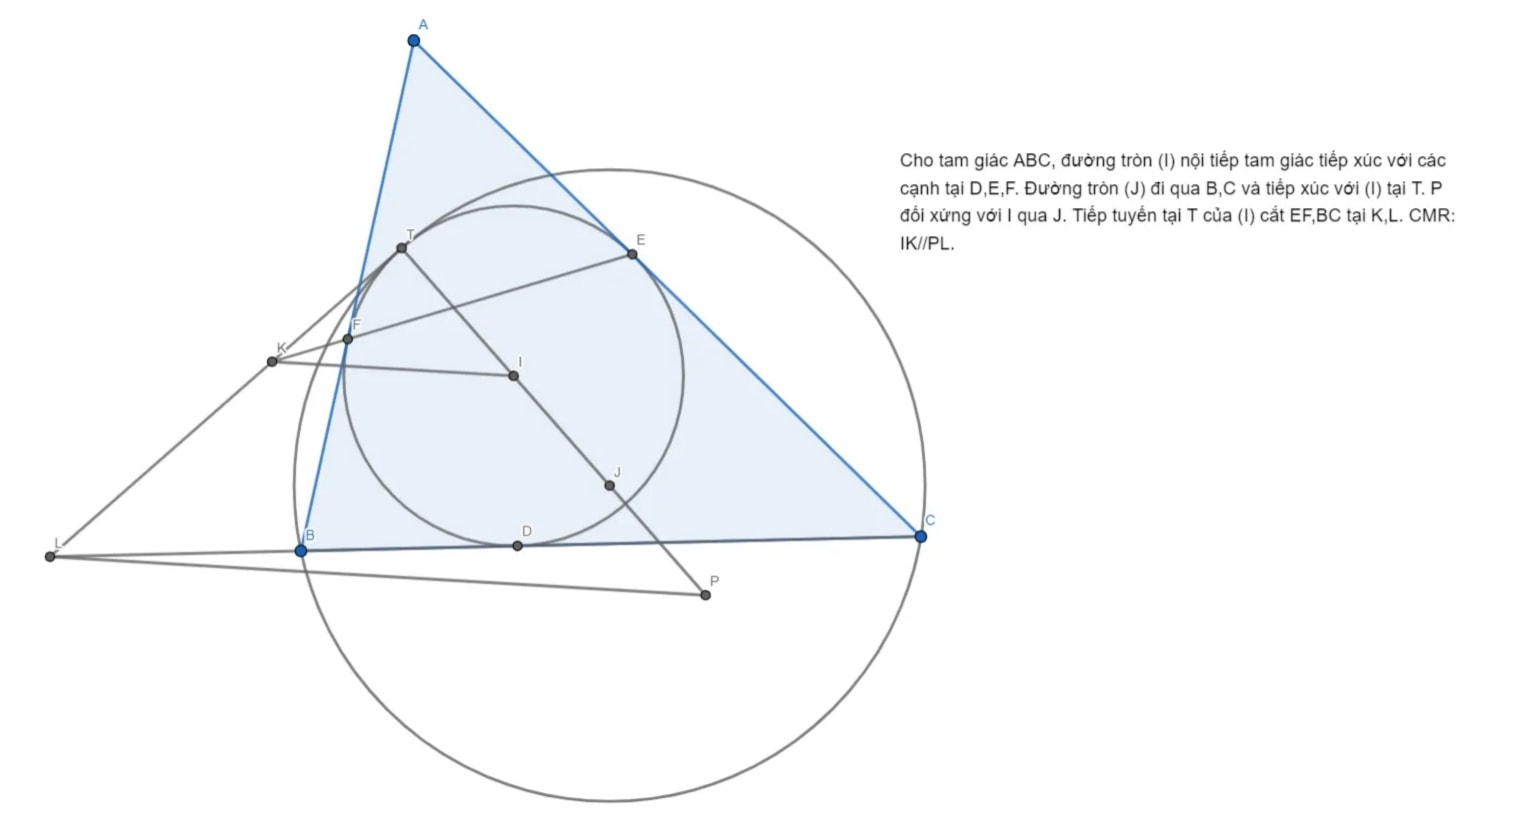 A
Cho tam giác ABC, đường tròn (I) nội tiếp tam giác tiếp xúc với các
cạnh tại D,E,F. Đường tròn (J) đi qua B,C và tiếp xúc với (I) tại T. P
đối xứng với I qua J. Tiếp tuyến tại T của (I) cắt EF,BC tại K,L. CMR:
IK//PL.
T
E
F
K
I
J
L
B
D
C
P